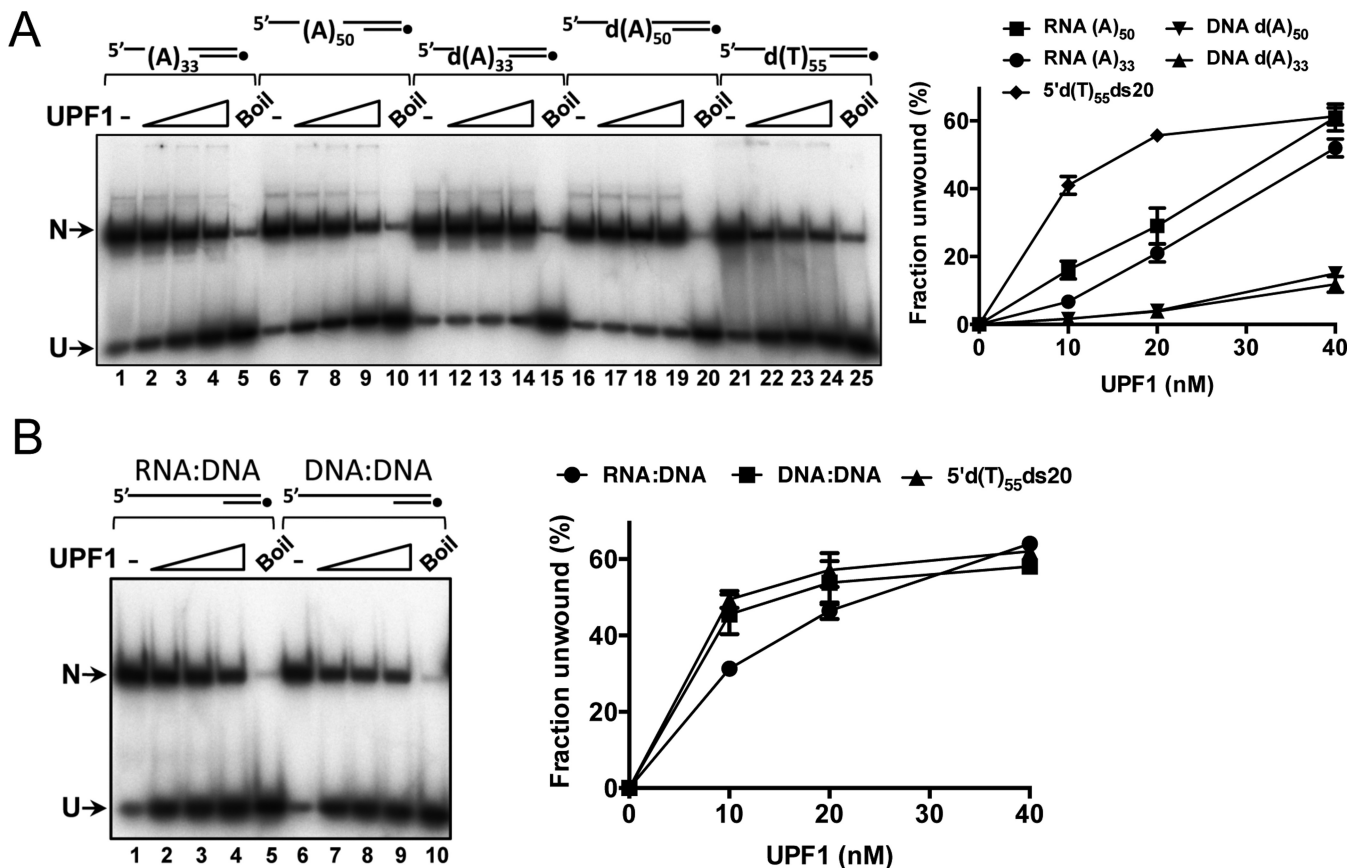 A
5' (A)33
5' (A)50
5' d(A)33
5' d(A)50
5' d(T)55
UPF1 - Boil - Boil - Boil - Boil - Boil
N→
U→
1 2 3 4 5 6 7 8 9 10 11 12 13 14 15 16 17 18 19 20 21 22 23 24 25
RNA (A)50 DNA d(A)50
RNA (A)33 DNA d(A)33
5'd(T)55ds20
Fraction unwound (%)
60
40
20
0
0 10 20 30 40
UPF1 (nM)
B
RNA:DNA DNA:DNA
5' 5'
UPF1 - Boil - Boil
N→
U→
1 2 3 4 5 6 7 8 9 10
RNA:DNA DNA:DNA 5'd(T)55ds20
Fraction unwound (%)
60
40
20
0
0 10 20 30 40
UPF1 (nM)